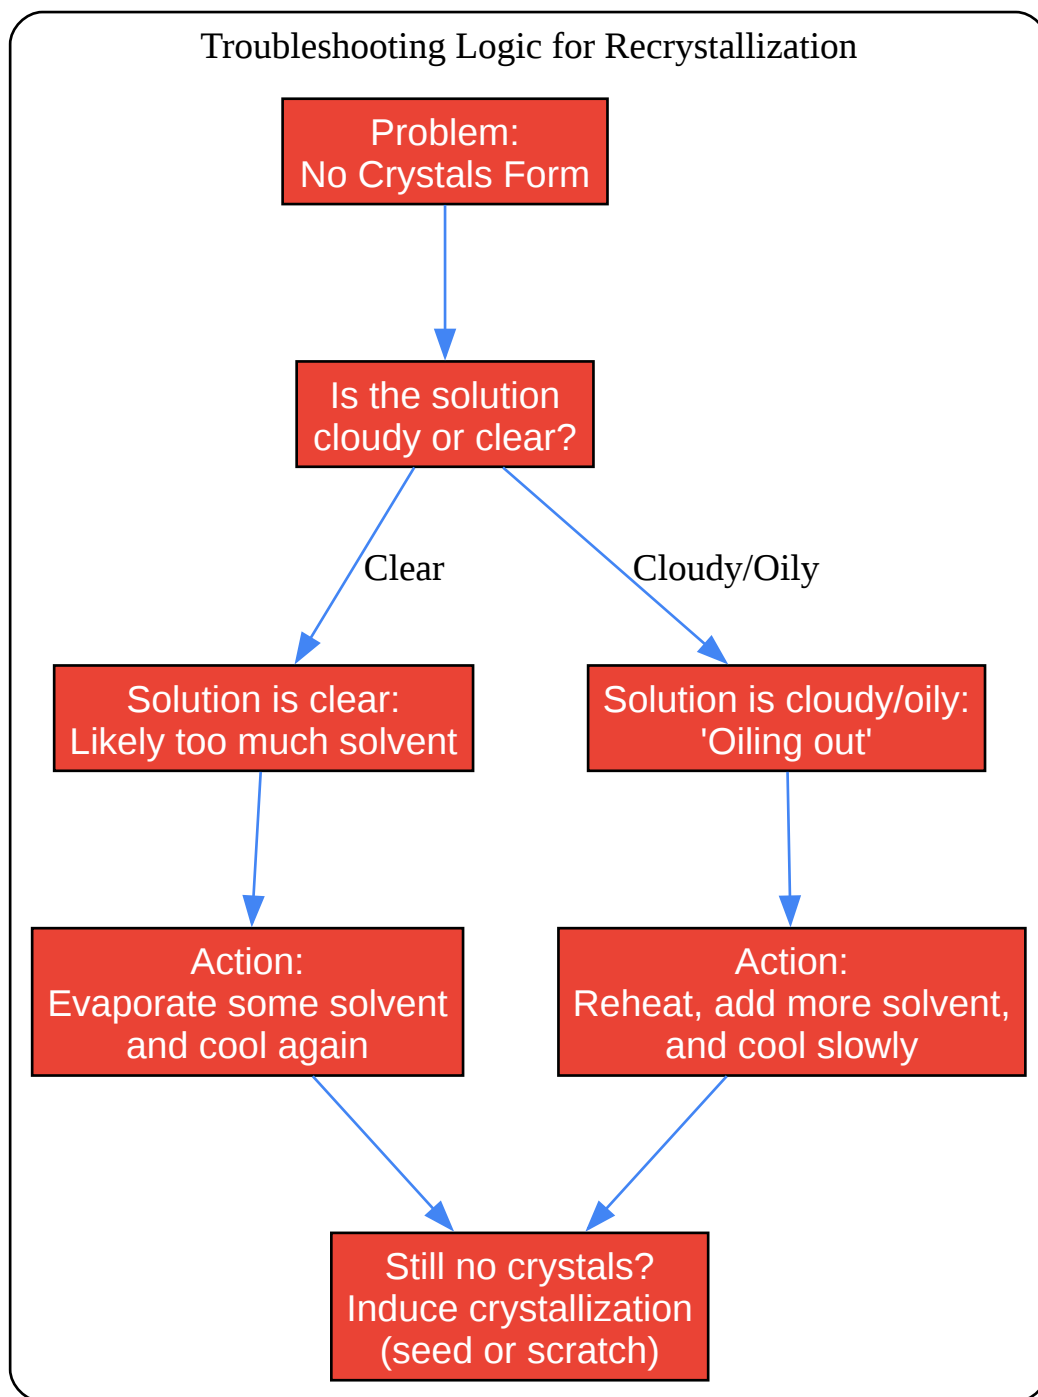 Troubleshooting Logic for Recrystallization
Problem:
No Crystals Form
Is the solution
cloudy or clear?
Clear
Cloudy/Oily
Solution is clear:
Likely too much solvent
Solution is cloudy/oily:
'Oiling out'
Action:
Evaporate some solvent
and cool again
Action:
Reheat, add more solvent,
and cool slowly
Still no crystals?
Induce crystallization
(seed or scratch)